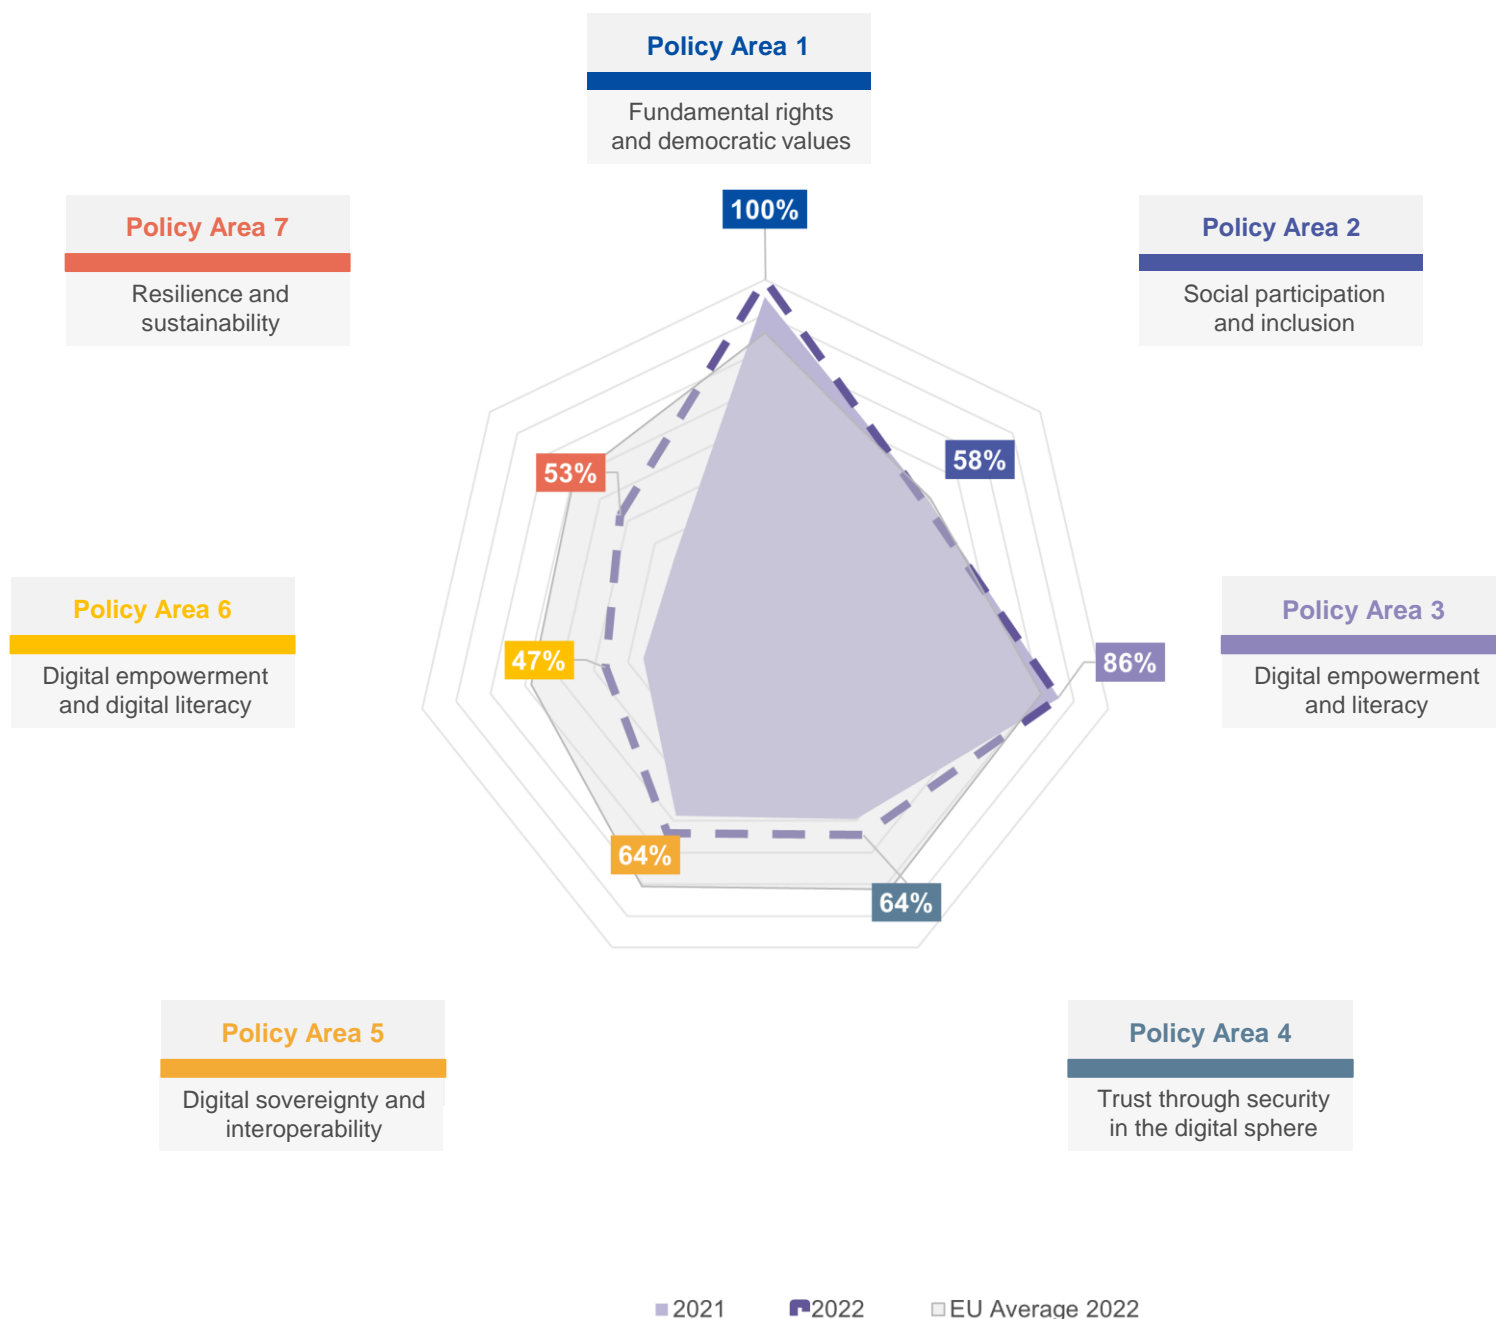 Policy Area 1
Fundamental rights
and democratic values
100%
Policy Area 7
Resilience and
sustainability
Policy Area 2
Social participation
and inclusion
53%
58%
Policy Area 6
Digital empowerment
and digital literacy
47%
86%
Policy Area 3
Digital empowerment
and literacy
64%
64%
Policy Area 5
Digital sovereignty and
interoperability
Policy Area 4
Trust through security
in the digital sphere
2021
2022
EU Average 2022